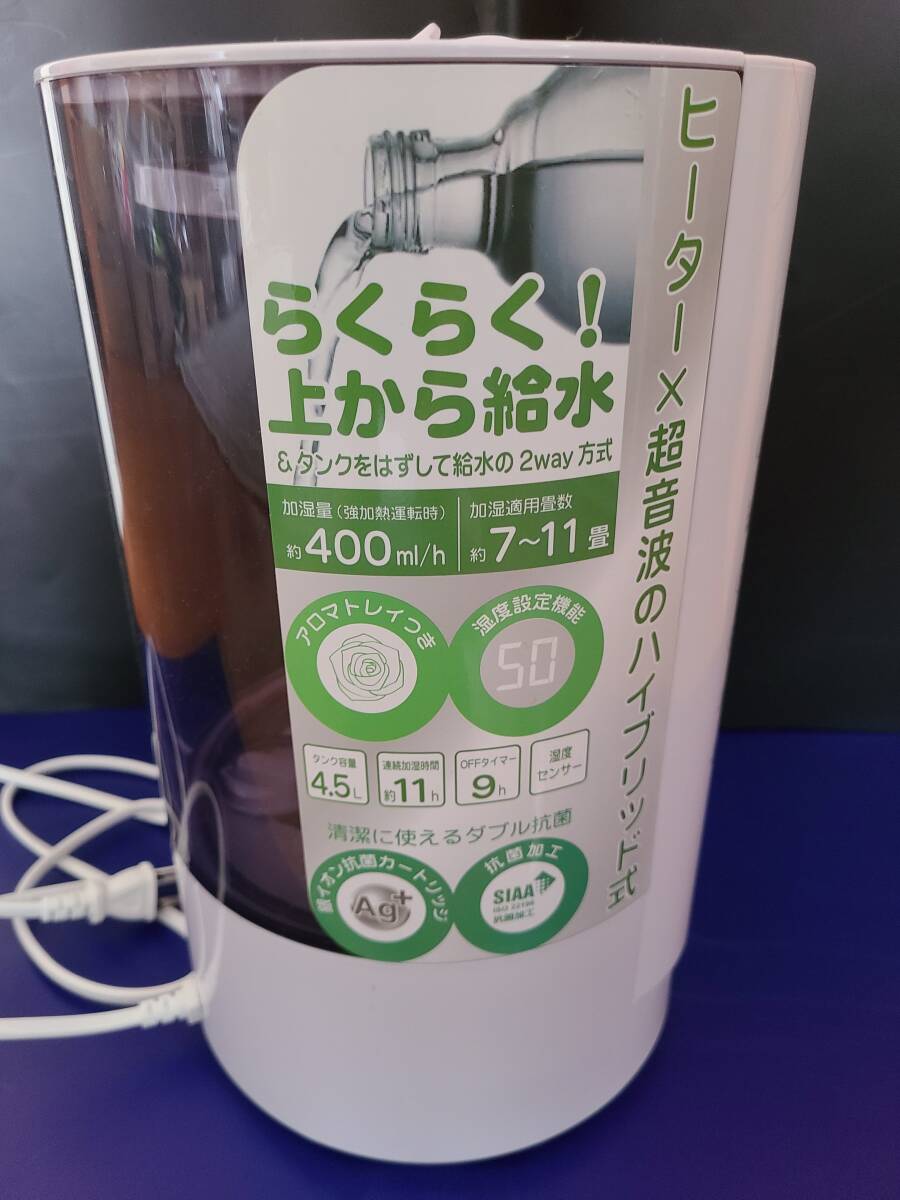 らくらく！
上から給水
&タンクをはずして給水の2way方式
加湿量（強加熱運転時）
約400ml/h
加湿適用畳数
約7～11畳
アロマトレイつき
湿度設定機能
50
タンク容量
4.5L
連続加湿時間
約11h
OFFタイマー
9h
湿度
センサー
清潔に使えるダブル抗菌
銀イオン抗菌カートリッジ
Ag+
抗菌加工
SIAA
ISO 22196
抗菌加工
ヒーター×超音波のハイブリッド式